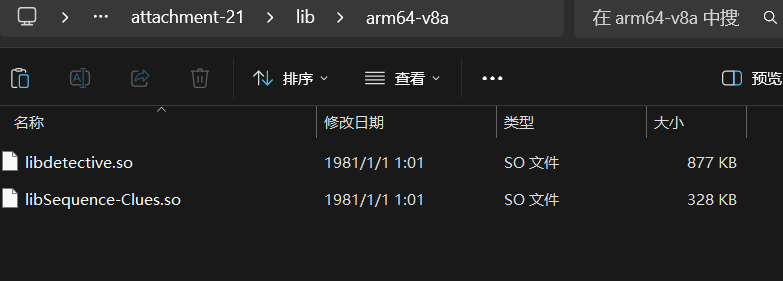 … attachment-21 lib arm64-v8a 在 arm64-v8a 中搜
排序 查看 … 预览
名称 修改日期 类型 大小
libdetective.so 1981/1/1 1:01 SO 文件 877 KB
libSequence-Clues.so 1981/1/1 1:01 SO 文件 328 KB